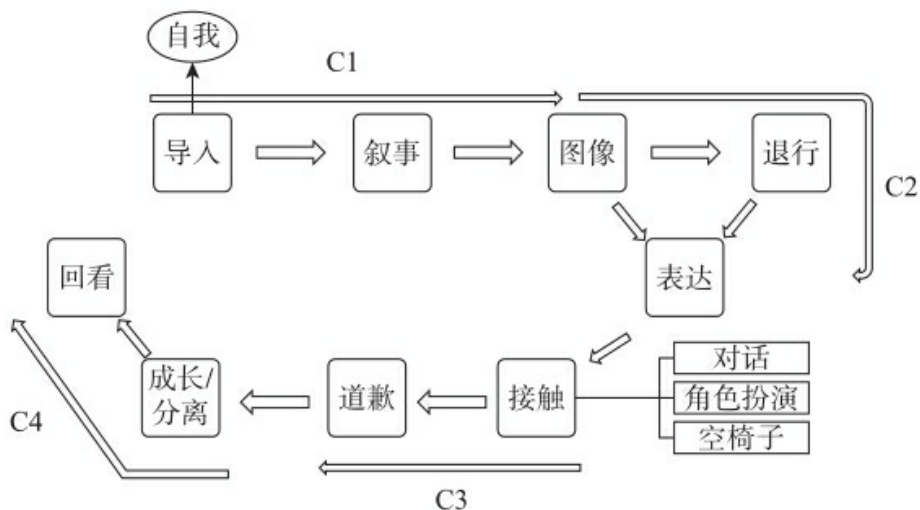 自我
C1
导入
叙事
图像
退行
C2
表达
回看
对话
成长/
分离
道歉
接触
角色扮演
空椅子
C4
C3